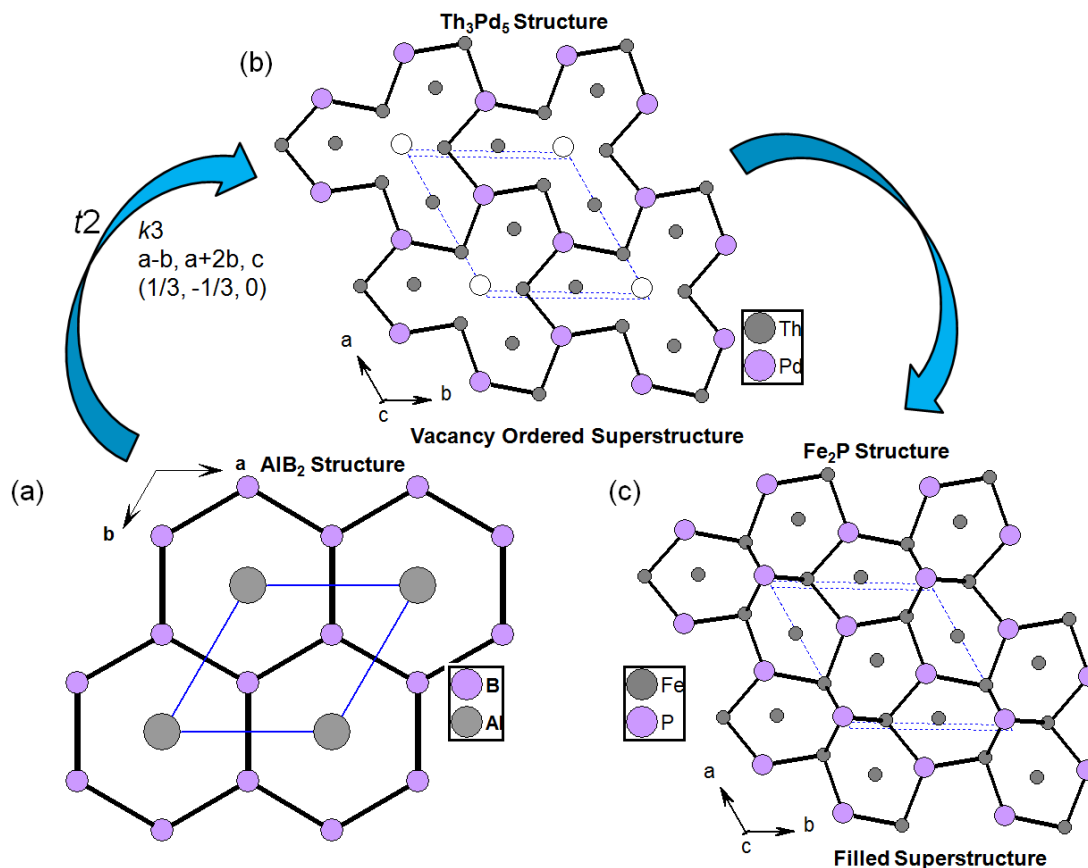 Th₃Pd₅ Structure
(b)
t2
k3
a-b, a+2b, c
(1/3, -1/3, 0)
Th
Pd
a
b
c
Vacancy Ordered Superstructure
(a)
a
AlB₂ Structure
b
B
Al
Fe₂P Structure
(c)
Fe
P
a
b
c
Filled Superstructure